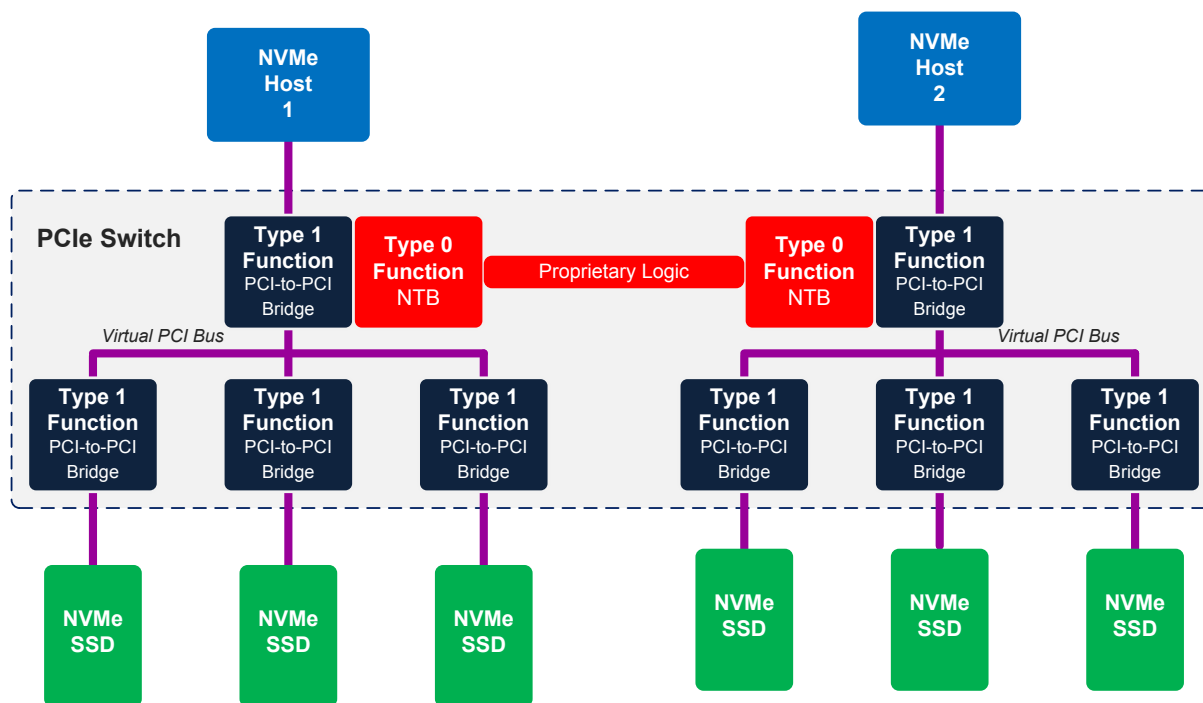 NVMe
Host
1
NVMe
Host
2
PCIe Switch
Type 1
Function
PCI-to-PCI
Bridge
Type 0
Function
NTB
Proprietary Logic
Type 0
Function
NTB
Type 1
Function
PCI-to-PCI
Bridge
Virtual PCI Bus
Virtual PCI Bus
Type 1
Function
PCI-to-PCI
Bridge
Type 1
Function
PCI-to-PCI
Bridge
Type 1
Function
PCI-to-PCI
Bridge
Type 1
Function
PCI-to-PCI
Bridge
Type 1
Function
PCI-to-PCI
Bridge
Type 1
Function
PCI-to-PCI
Bridge
NVMe
SSD
NVMe
SSD
NVMe
SSD
NVMe
SSD
NVMe
SSD
NVMe
SSD